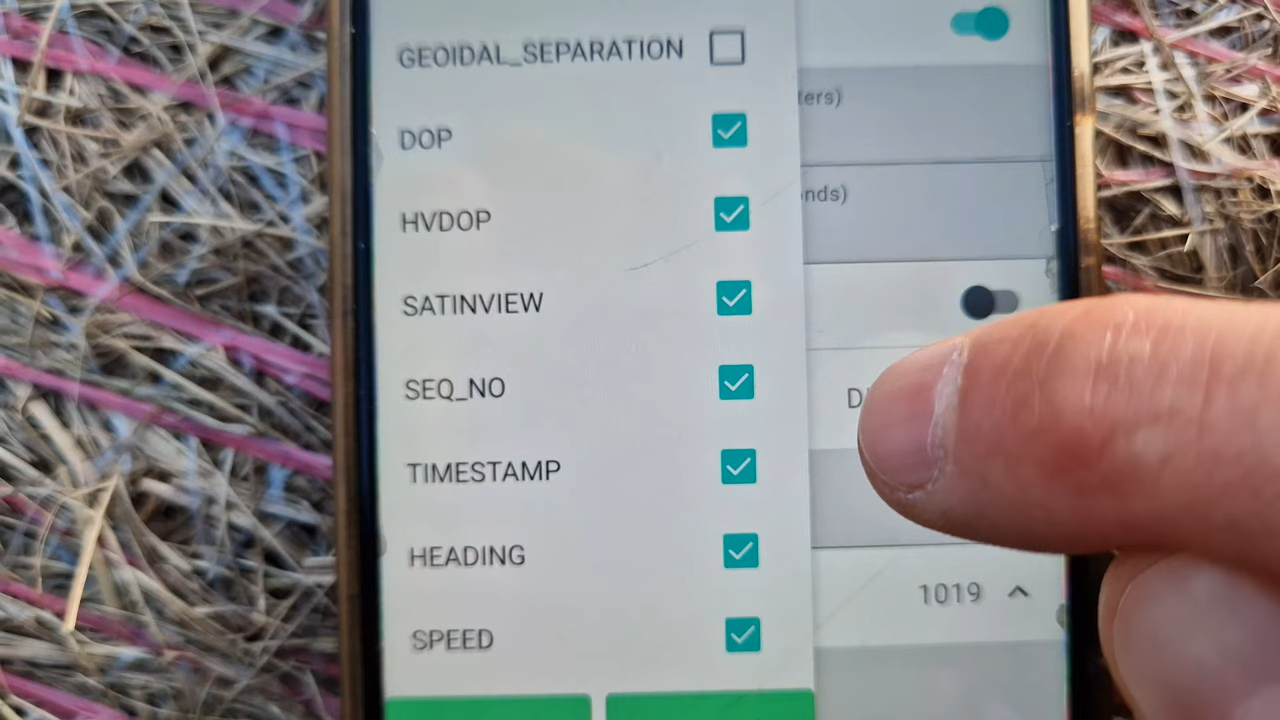 GEOIDAL_SEPARATION
ters)
DOP
nds)
HVDOP
SATINVIEW
SEQ_NO
D
TIMESTAMP
HEADING
1019
SPEED